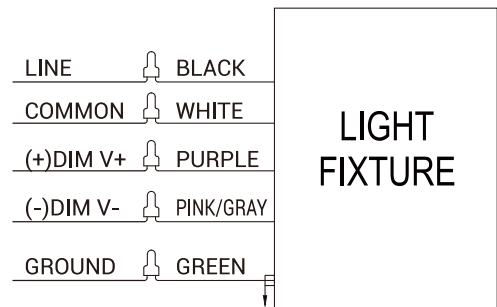 LINE BLACK
COMMON WHITE
(+)DIM V+ PURPLE
(-)DIM V- PINK/GRAY
GROUND GREEN
LIGHT
FIXTURE